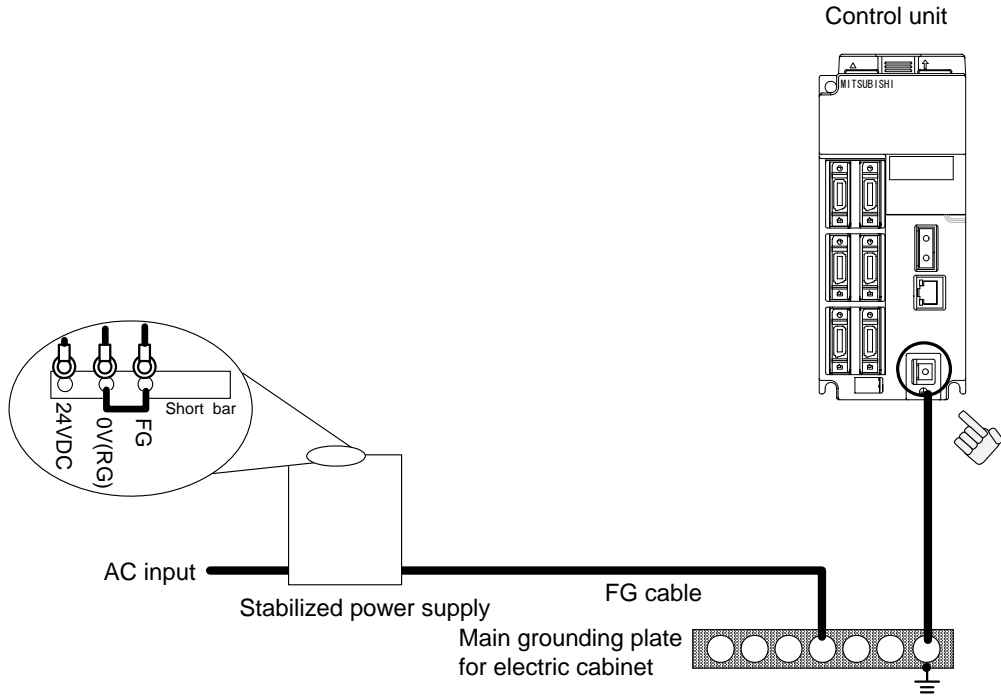 Control unit
MITSUBISHI
24VDC
0V(RG)
FG
Short bar
AC input
Stabilized power supply
FG cable
Main grounding plate
for electric cabinet